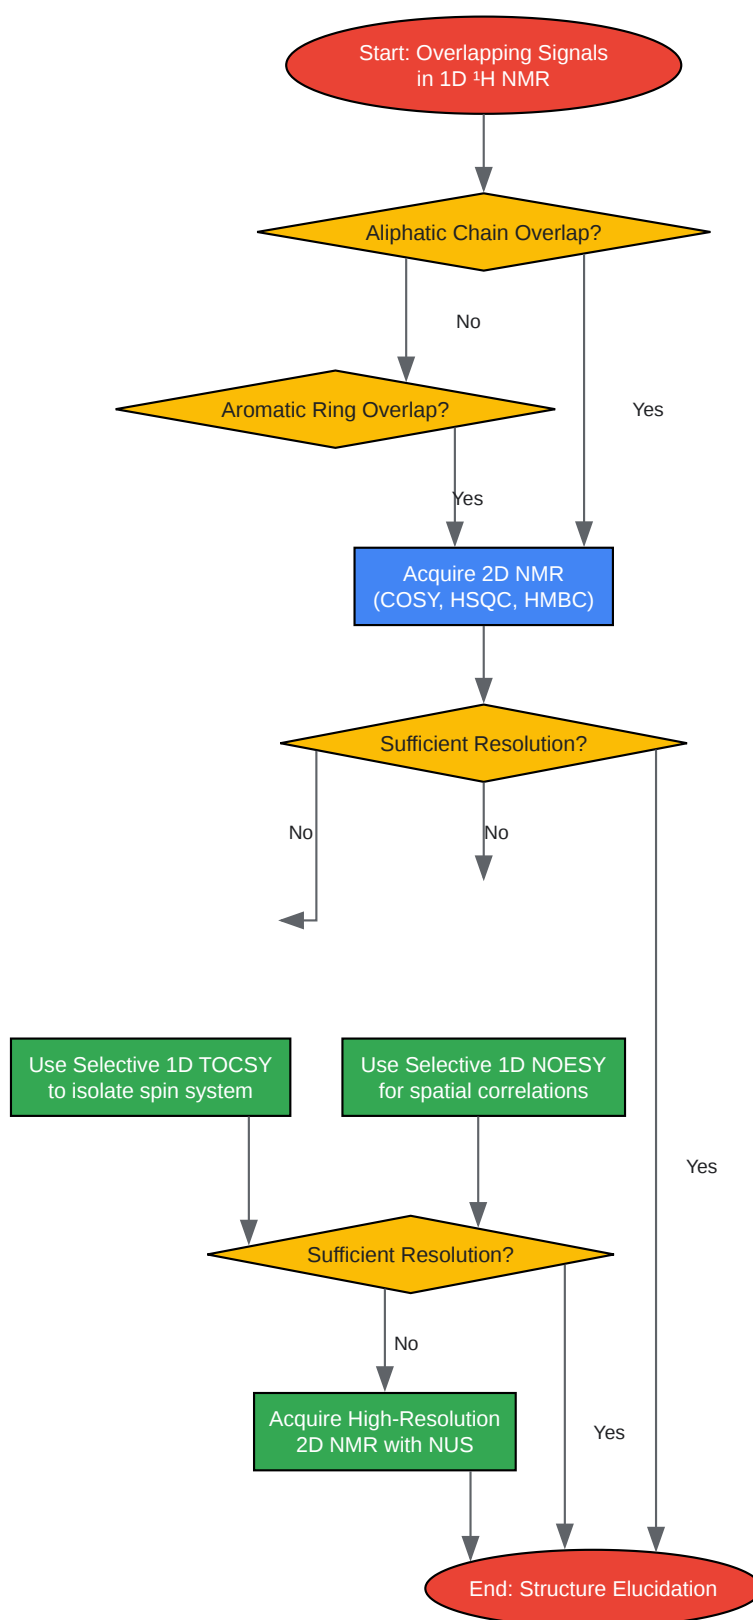 Start: Overlapping Signals
in 1D ¹H NMR
Aliphatic Chain Overlap?
No
Aromatic Ring Overlap?
Yes
Yes
Acquire 2D NMR
(COSY, HSQC, HMBC)
Sufficient Resolution?
No
No
Use Selective 1D TOCSY
to isolate spin system
Use Selective 1D NOESY
for spatial correlations
Yes
Sufficient Resolution?
No
Acquire High-Resolution
2D NMR with NUS
Yes
End: Structure Elucidation